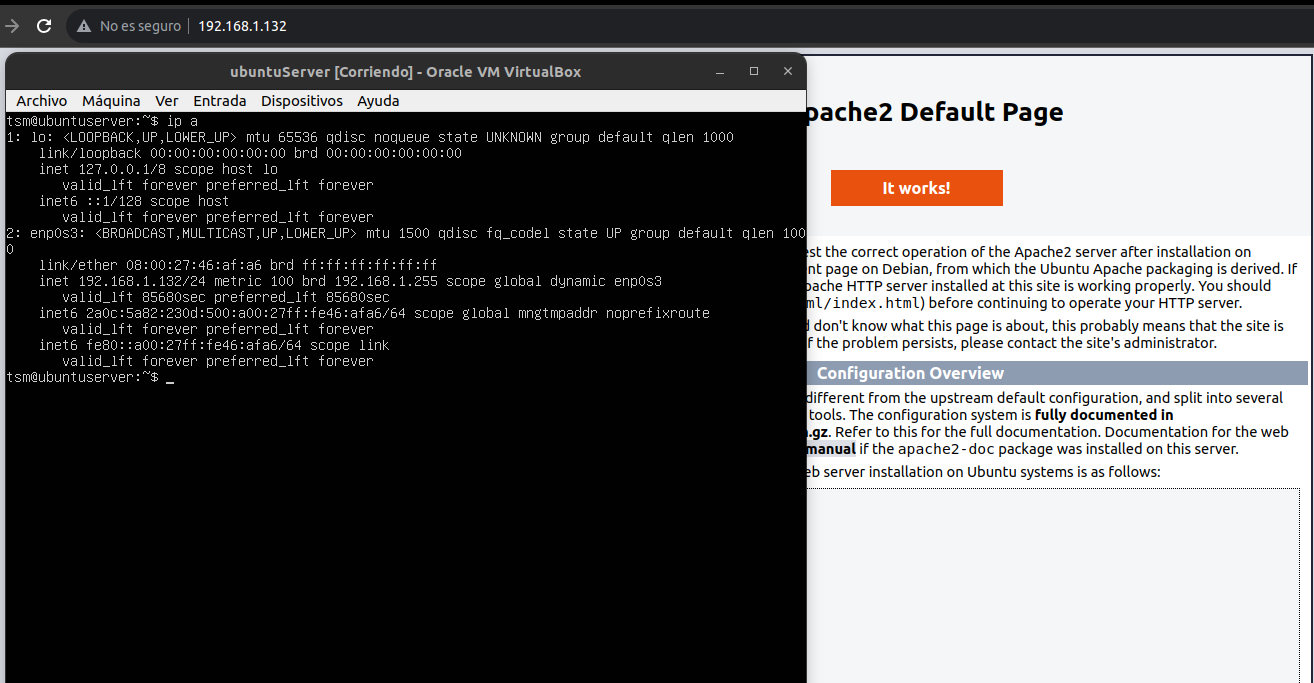 No es seguro 192.168.1.132
ubuntuServer [Corriendo] - Oracle VM VirtualBox
Archivo Máquina Ver Entrada Dispositivos Ayuda
tsm@ubuntuserver:~$ ip a
1: lo: <LOOPBACK,UP,LOWER_UP> mtu 65536 qdisc noqueue state UNKNOWN group default qlen 1000
link/loopback 00:00:00:00:00:00 brd 00:00:00:00:00:00
inet 127.0.0.1/8 scope host lo
valid_lft forever preferred_lft forever
inet6 ::1/128 scope host
valid_lft forever preferred_lft forever
2: enp0s3: <BROADCAST,MULTICAST,UP,LOWER_UP> mtu 1500 qdisc fq_codel state UP group default qlen 100
0
link/ether 08:00:27:46:af:a6 brd ff:ff:ff:ff:ff:ff
inet 192.168.1.132/24 metric 100 brd 192.168.1.255 scope global dynamic enp0s3
valid_lft 85680sec preferred_lft 85680sec
inet6 2a0c:5a82:230d:500:a00:27ff:fe46:afa6/64 scope global mngtmpaddr noprefixroute
valid_lft forever preferred_lft forever
inet6 fe80::a00:27ff:fe46:afa6/64 scope link
valid_lft forever preferred_lft forever
tsm@ubuntuserver:~$ _
pache2 Default Page
It works!
est the correct operation of the Apache2 server after installation on
nt page on Debian, from which the Ubuntu Apache packaging is derived. If
pache HTTP server installed at this site is working properly. You should
ml/index.html) before continuing to operate your HTTP server.
d don't know what this page is about, this probably means that the site is
f the problem persists, please contact the site's administrator.
Configuration Overview
different from the upstream default configuration, and split into several
tools. The configuration system is fully documented in
.gz. Refer to this for the full documentation. Documentation for the web
manual if the apache2-doc package was installed on this server.
eb server installation on Ubuntu systems is as follows: